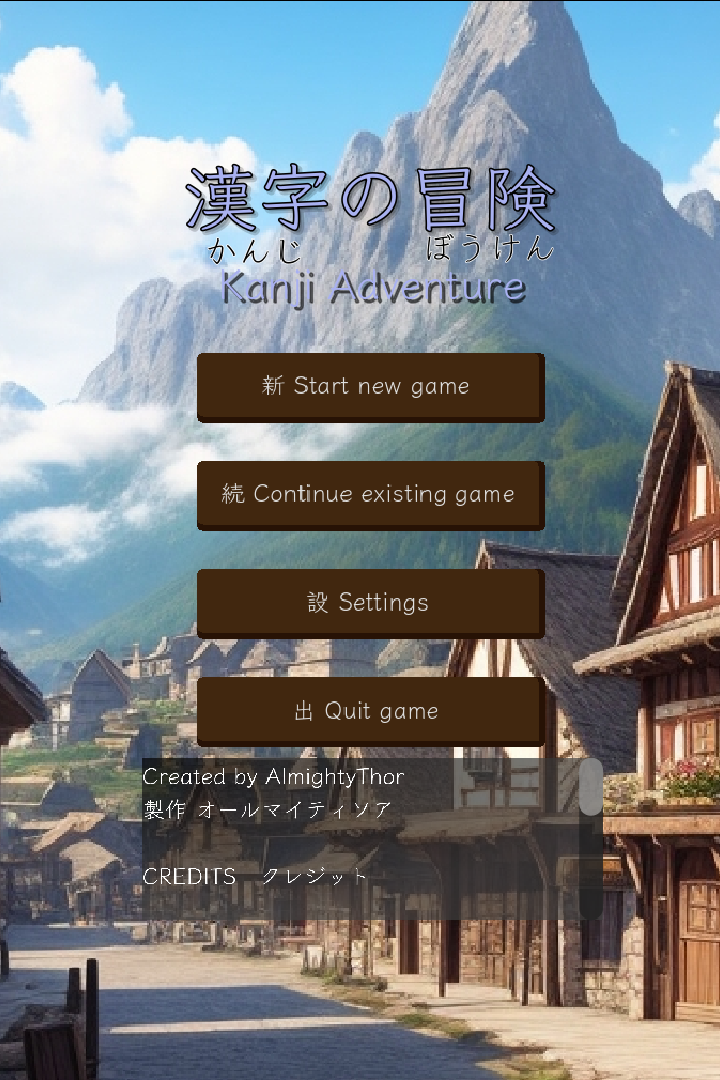 漢字の冒険
かんじ ぼうけん
Kanji Adventure
新 Start new game
続 Continue existing game
設 Settings
出 Quit game
Created by AlmightyThor
製作 オールマイティソア
CREDITS クレジット